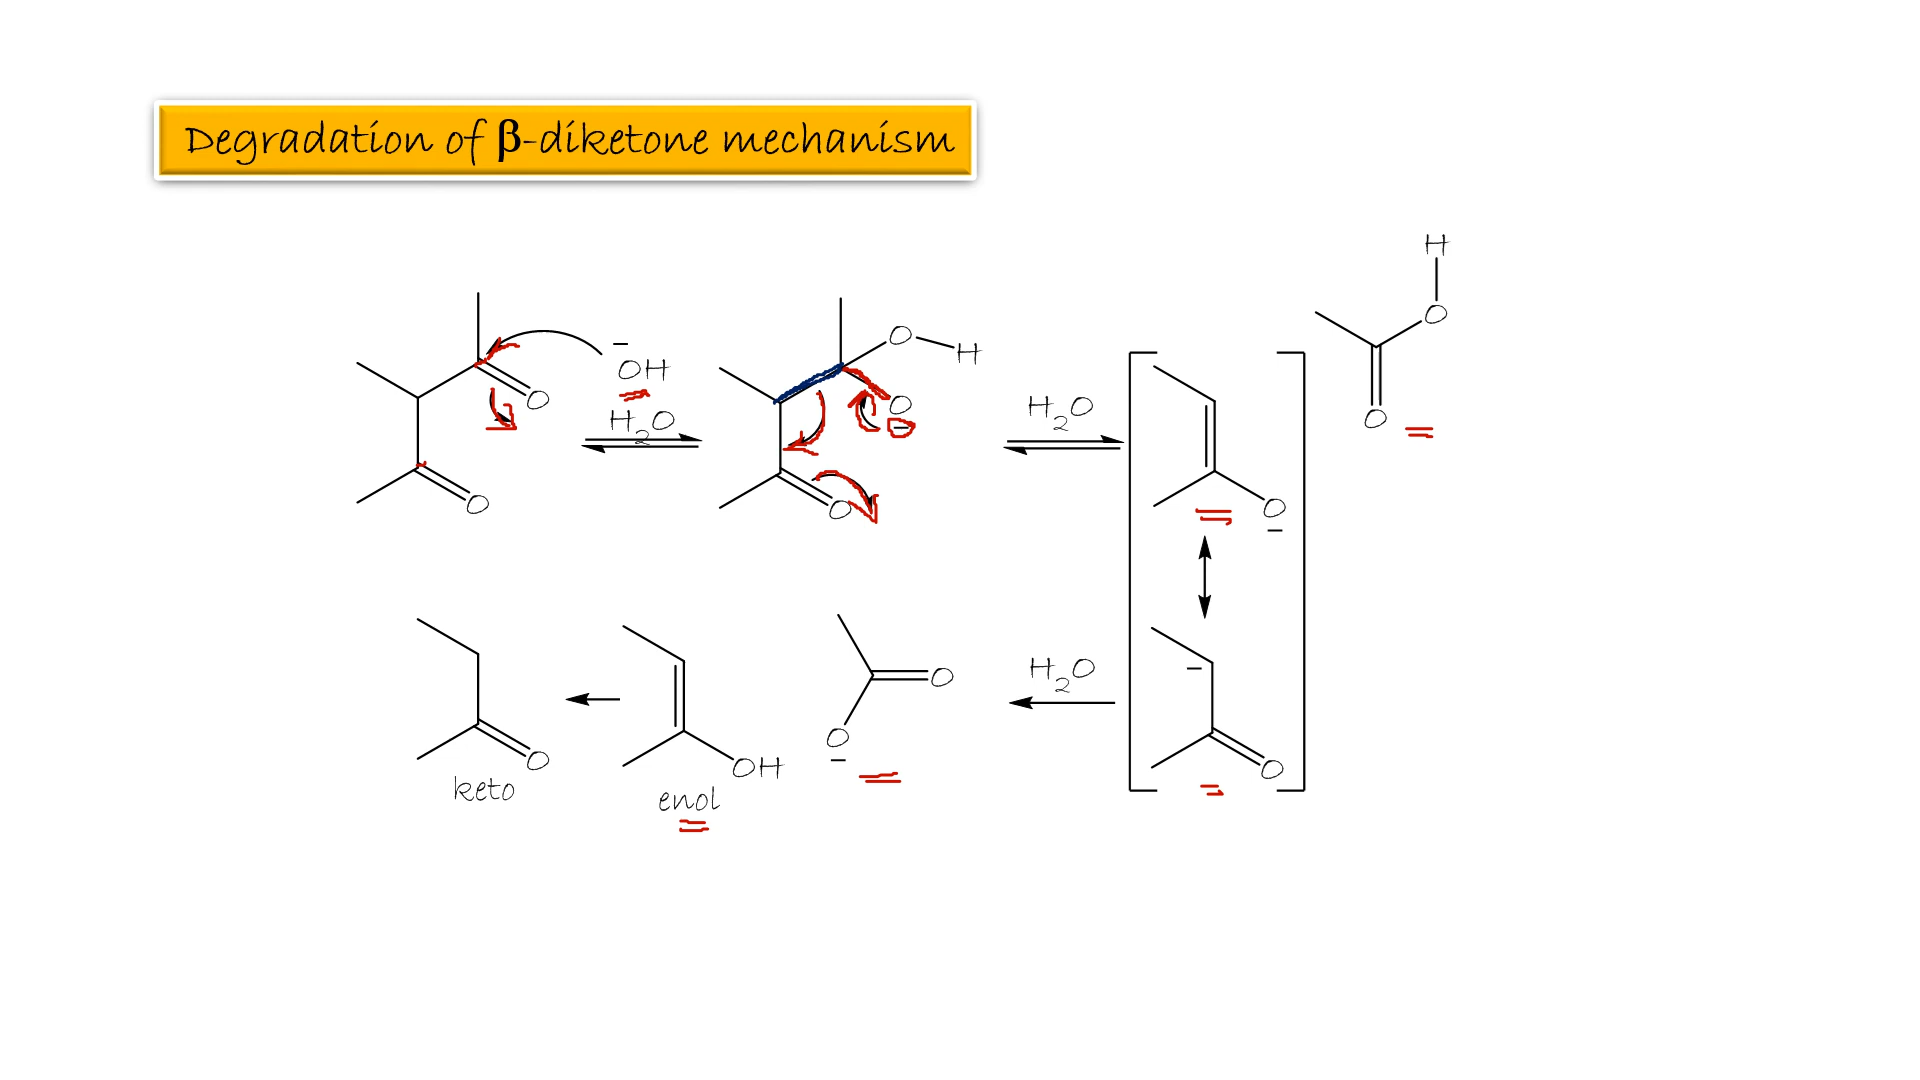 Degradation of β-diketone mechanism
H
O
O
O
O
H
O
O
⁻
OH
H₂O
O
⁻
H₂O
O
O
O
⁻
⁻
O
keto
OH
enol
O
O
⁻
H₂O
⁻
O